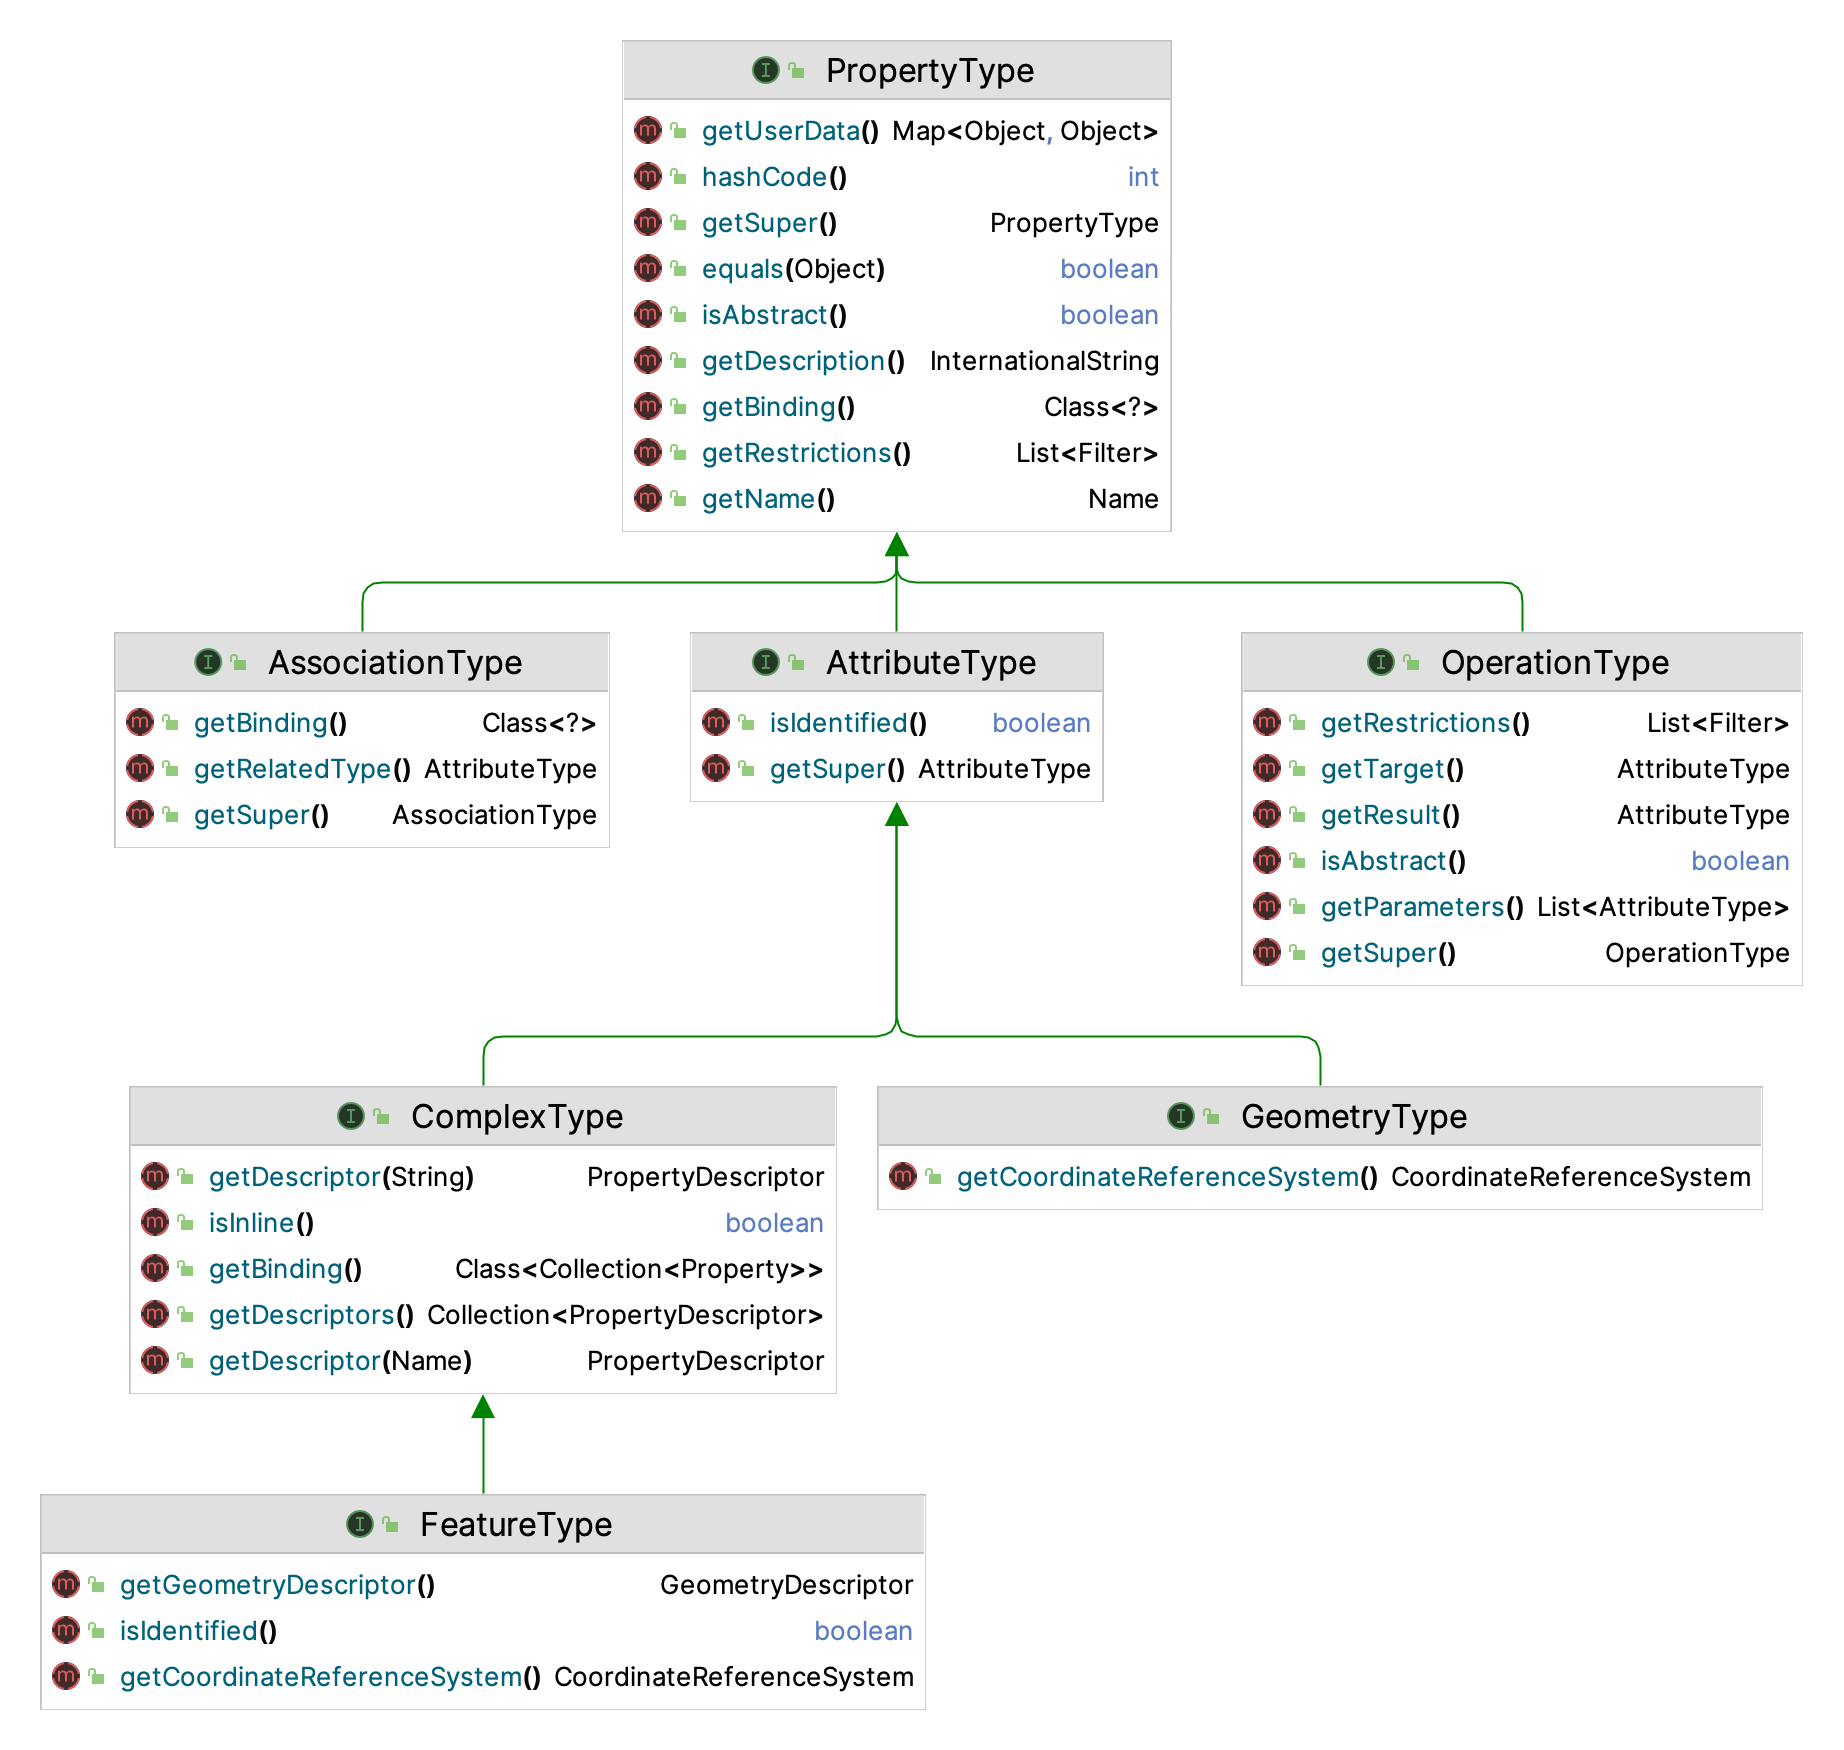 PropertyType
getUserData() Map<Object, Object>
hashCode() int
getSuper() PropertyType
equals(Object) boolean
isAbstract() boolean
getDescription() InternationalString
getBinding() Class<?>
getRestrictions() List<Filter>
getName() Name
AssociationType
getBinding() Class<?>
getRelatedType() AttributeType
getSuper() AssociationType
AttributeType
isIdentified() boolean
getSuper() AttributeType
OperationType
getRestrictions() List<Filter>
getTarget() AttributeType
getResult() AttributeType
isAbstract() boolean
getParameters() List<AttributeType>
getSuper() OperationType
ComplexType
getDescriptor(String) PropertyDescriptor
isInline() boolean
getBinding() Class<Collection<Property>>
getDescriptors() Collection<PropertyDescriptor>
getDescriptor(Name) PropertyDescriptor
GeometryType
getCoordinateReferenceSystem() CoordinateReferenceSystem
FeatureType
getGeometryDescriptor() GeometryDescriptor
isIdentified() boolean
getCoordinateReferenceSystem() CoordinateReferenceSystem